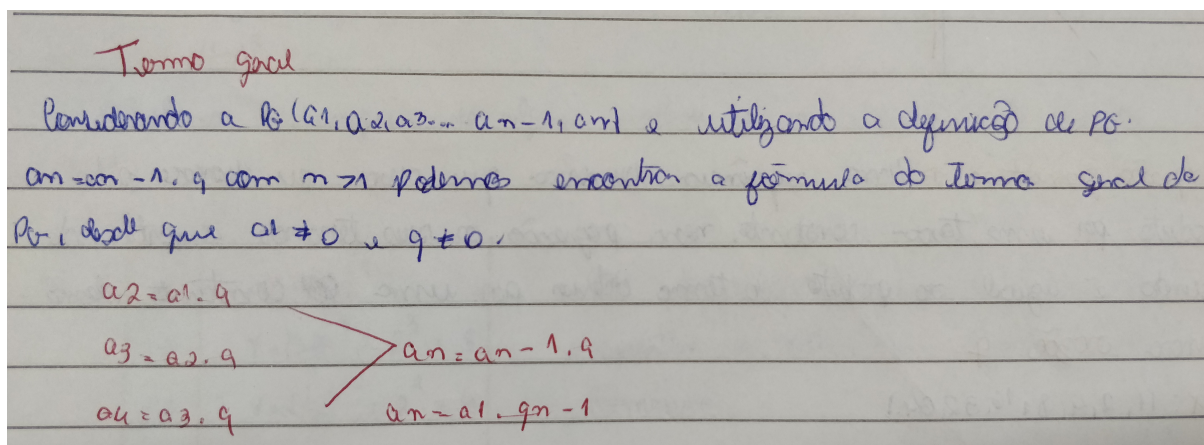 Termo geral
Considerando a PG (a1, a2, a3... an-1, an) e utilizando a definição de PG.
an = an - 1. q com n > 1 podemos encontrar a fórmula do termo geral da
PG, desde que a1 ≠ 0 e q ≠ 0.
a2 = a1. q
a3 = a2. q an = an - 1. q
a4 = a3. q an = a1. qn - 1